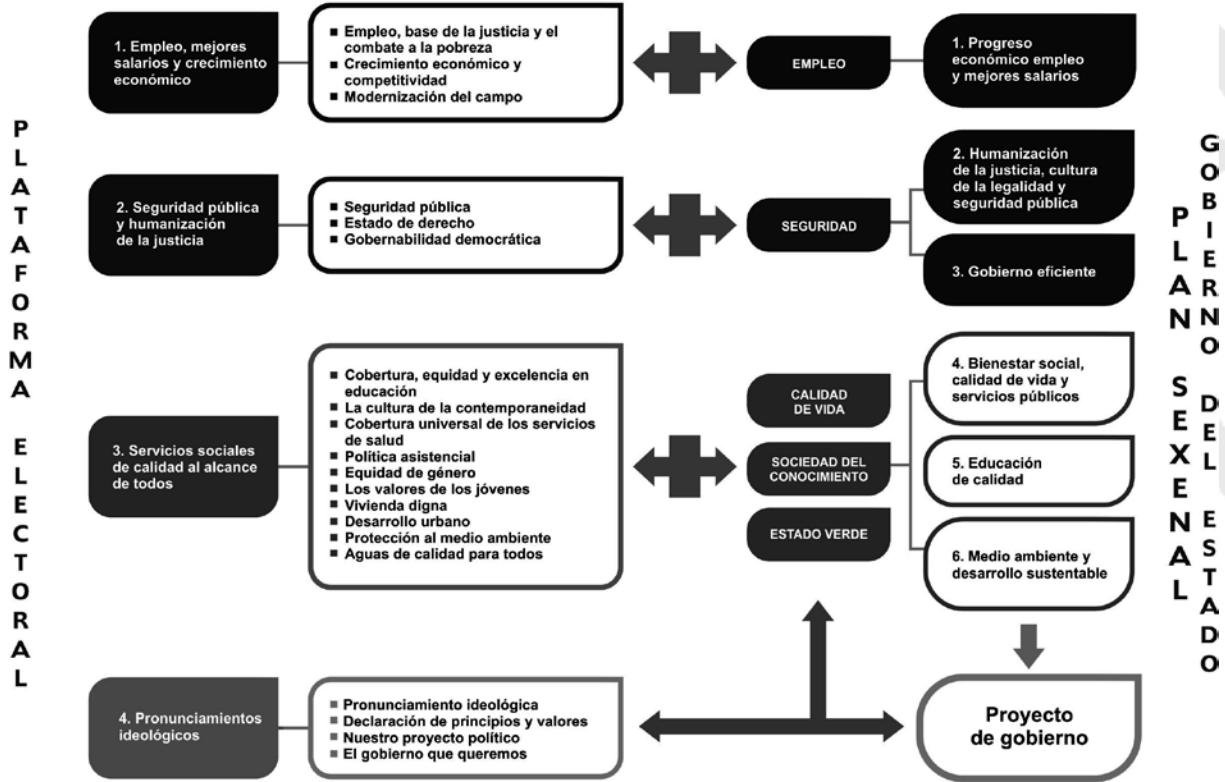 PLATAFORMA ELECTORAL
1. Empleo, mejores
salarios y crecimiento
económico
■ Empleo, base de la justicia y el
combate a la pobreza
■ Crecimiento económico y
competitividad
■ Modernización del campo
EMPLEO
1. Progreso
económico empleo
y mejores salarios
2. Seguridad pública
y humanización
de la justicia
■ Seguridad pública
■ Estado de derecho
■ Gobernabilidad democrática
SEGURIDAD
2. Humanización
de la justicia, cultura
de la legalidad y
seguridad pública
3. Gobierno eficiente
3. Servicios sociales
de calidad al alcance
de todos
■ Cobertura, equidad y excelencia en
educación
■ La cultura de la contemporaneidad
■ Cobertura universal de los servicios
de salud
■ Política asistencial
■ Equidad de género
■ Los valores de los jóvenes
■ Vivienda digna
■ Desarrollo urbano
■ Protección al medio ambiente
■ Aguas de calidad para todos
CALIDAD
DE VIDA
SOCIEDAD DEL
CONOCIMIENTO
ESTADO VERDE
4. Bienestar social,
calidad de vida y
servicios públicos
5. Educación
de calidad
6. Medio ambiente y
desarrollo sustentable
4. Pronunciamientos
ideológicos
■ Pronunciamiento ideológica
■ Declaración de principios y valores
■ Nuestro proyecto político
■ El gobierno que queremos
Proyecto
de gobierno
PLAN SEXENAL
GOBIERNO DEL ESTADO